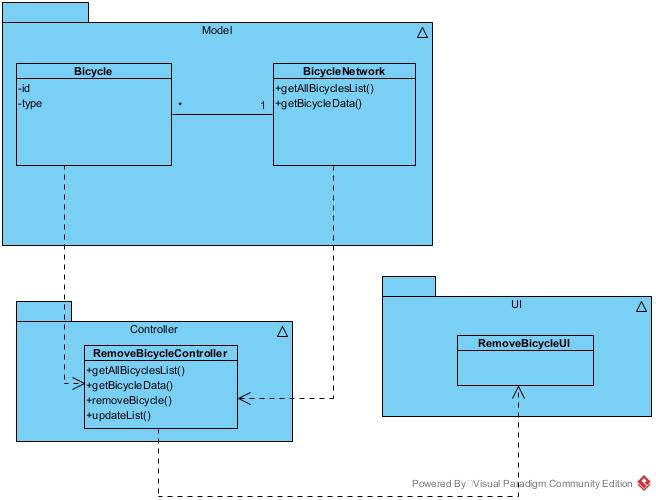 Model
Bicycle
-id
-type
*
1
BicycleNetwork
+getAllBicyclesList()
+getBicycleData()
Controller
RemoveBicycleController
+getAllBicyclesList()
+getBicycleData()
+removeBicycle()
+updateList()
UI
RemoveBicycleUI
Powered By Visual Paradigm Community Edition